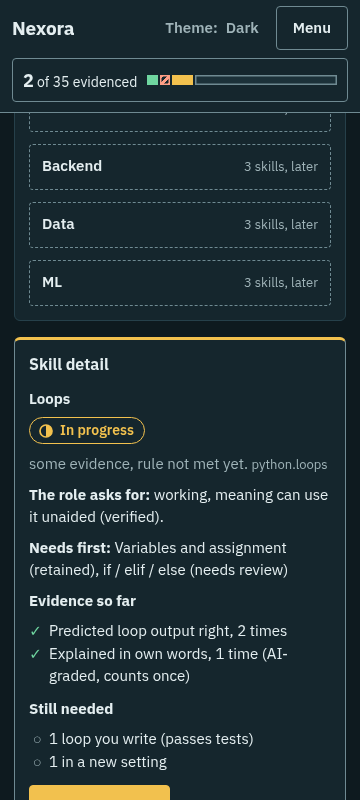 Nexora
Theme: Dark
Menu
2 of 35 evidenced
Backend
3 skills, later
Data
3 skills, later
ML
3 skills, later
Skill detail
Loops
In progress
some evidence, rule not met yet. python.loops
The role asks for: working, meaning can use
it unaided (verified).
Needs first: Variables and assignment
(retained), if / elif / else (needs review)
Evidence so far
✓ Predicted loop output right, 2 times
✓ Explained in own words, 1 time (AI-
graded, counts once)
Still needed
○ 1 loop you write (passes tests)
○ 1 in a new setting